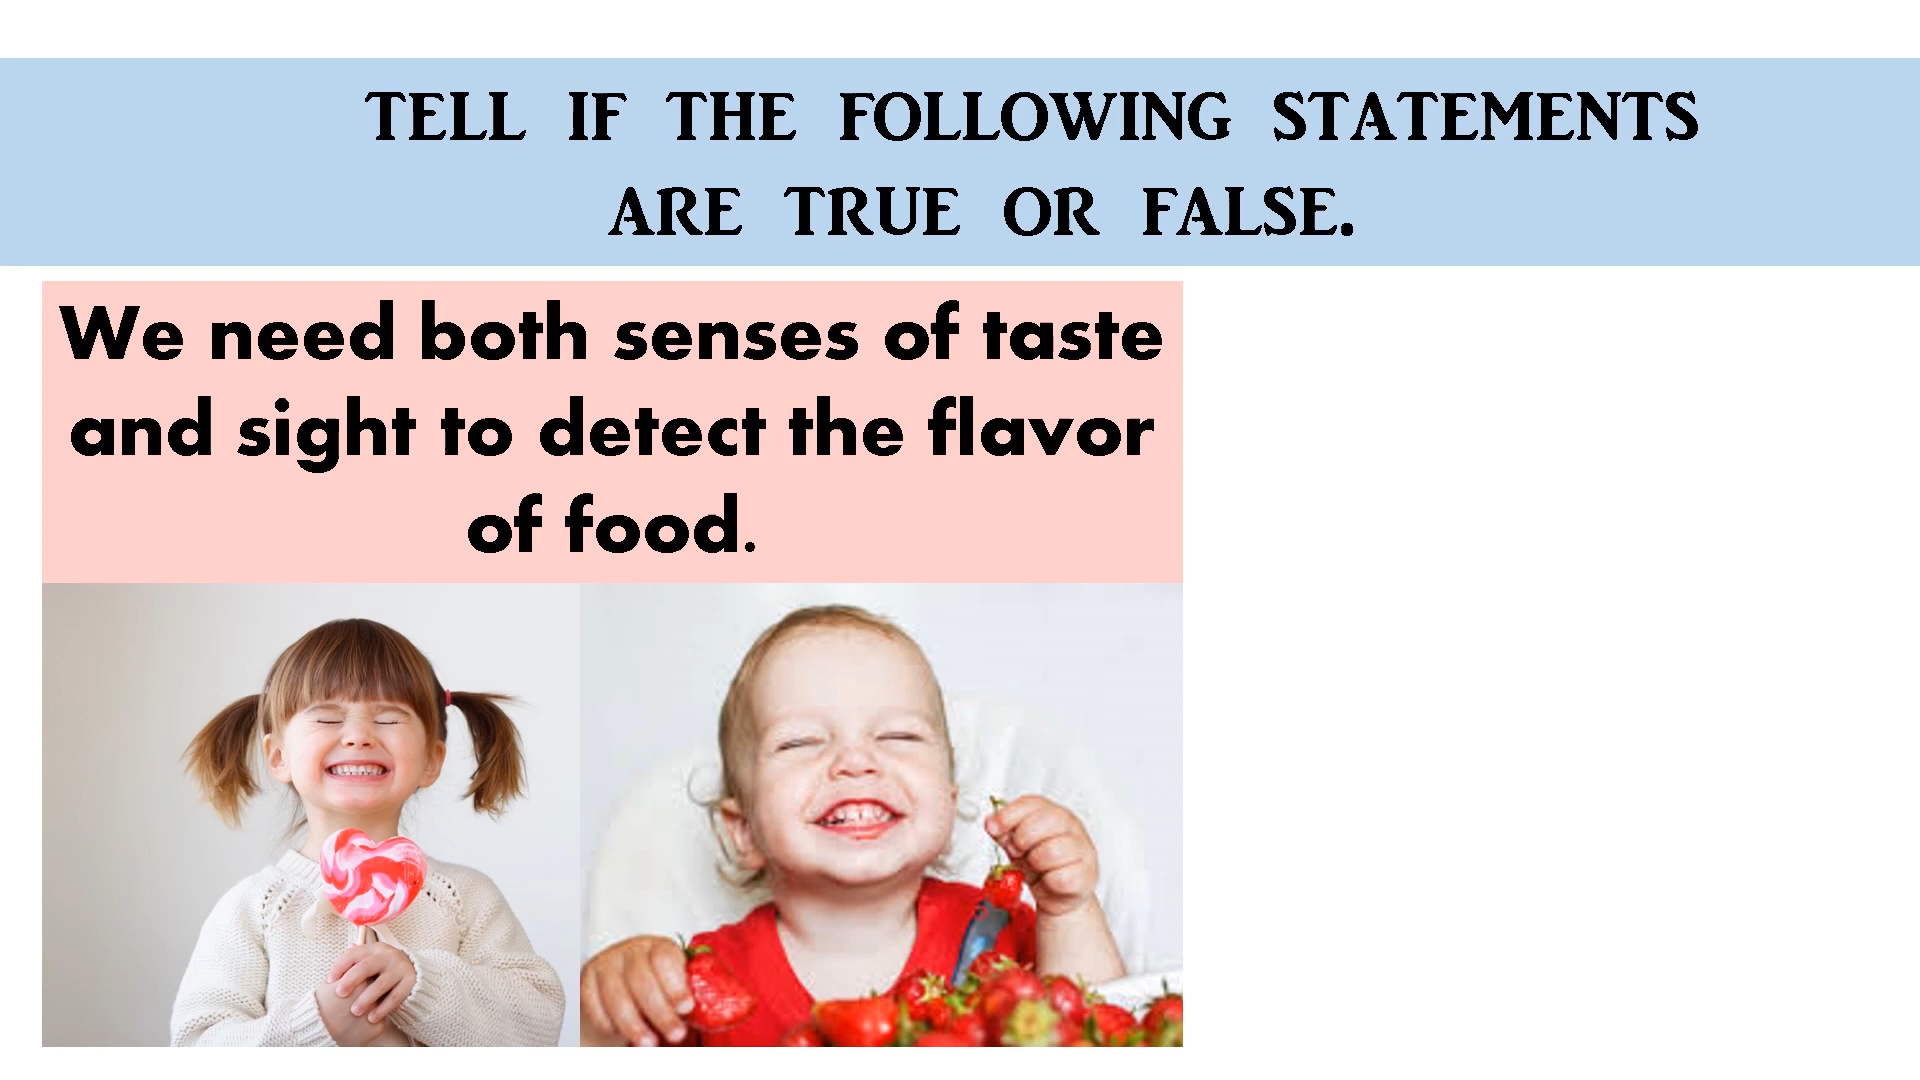 TELL IF THE FOLLOWING STATEMENTS
ARE TRUE OR FALSE.
We need both senses of taste
and sight to detect the flavor
of food.